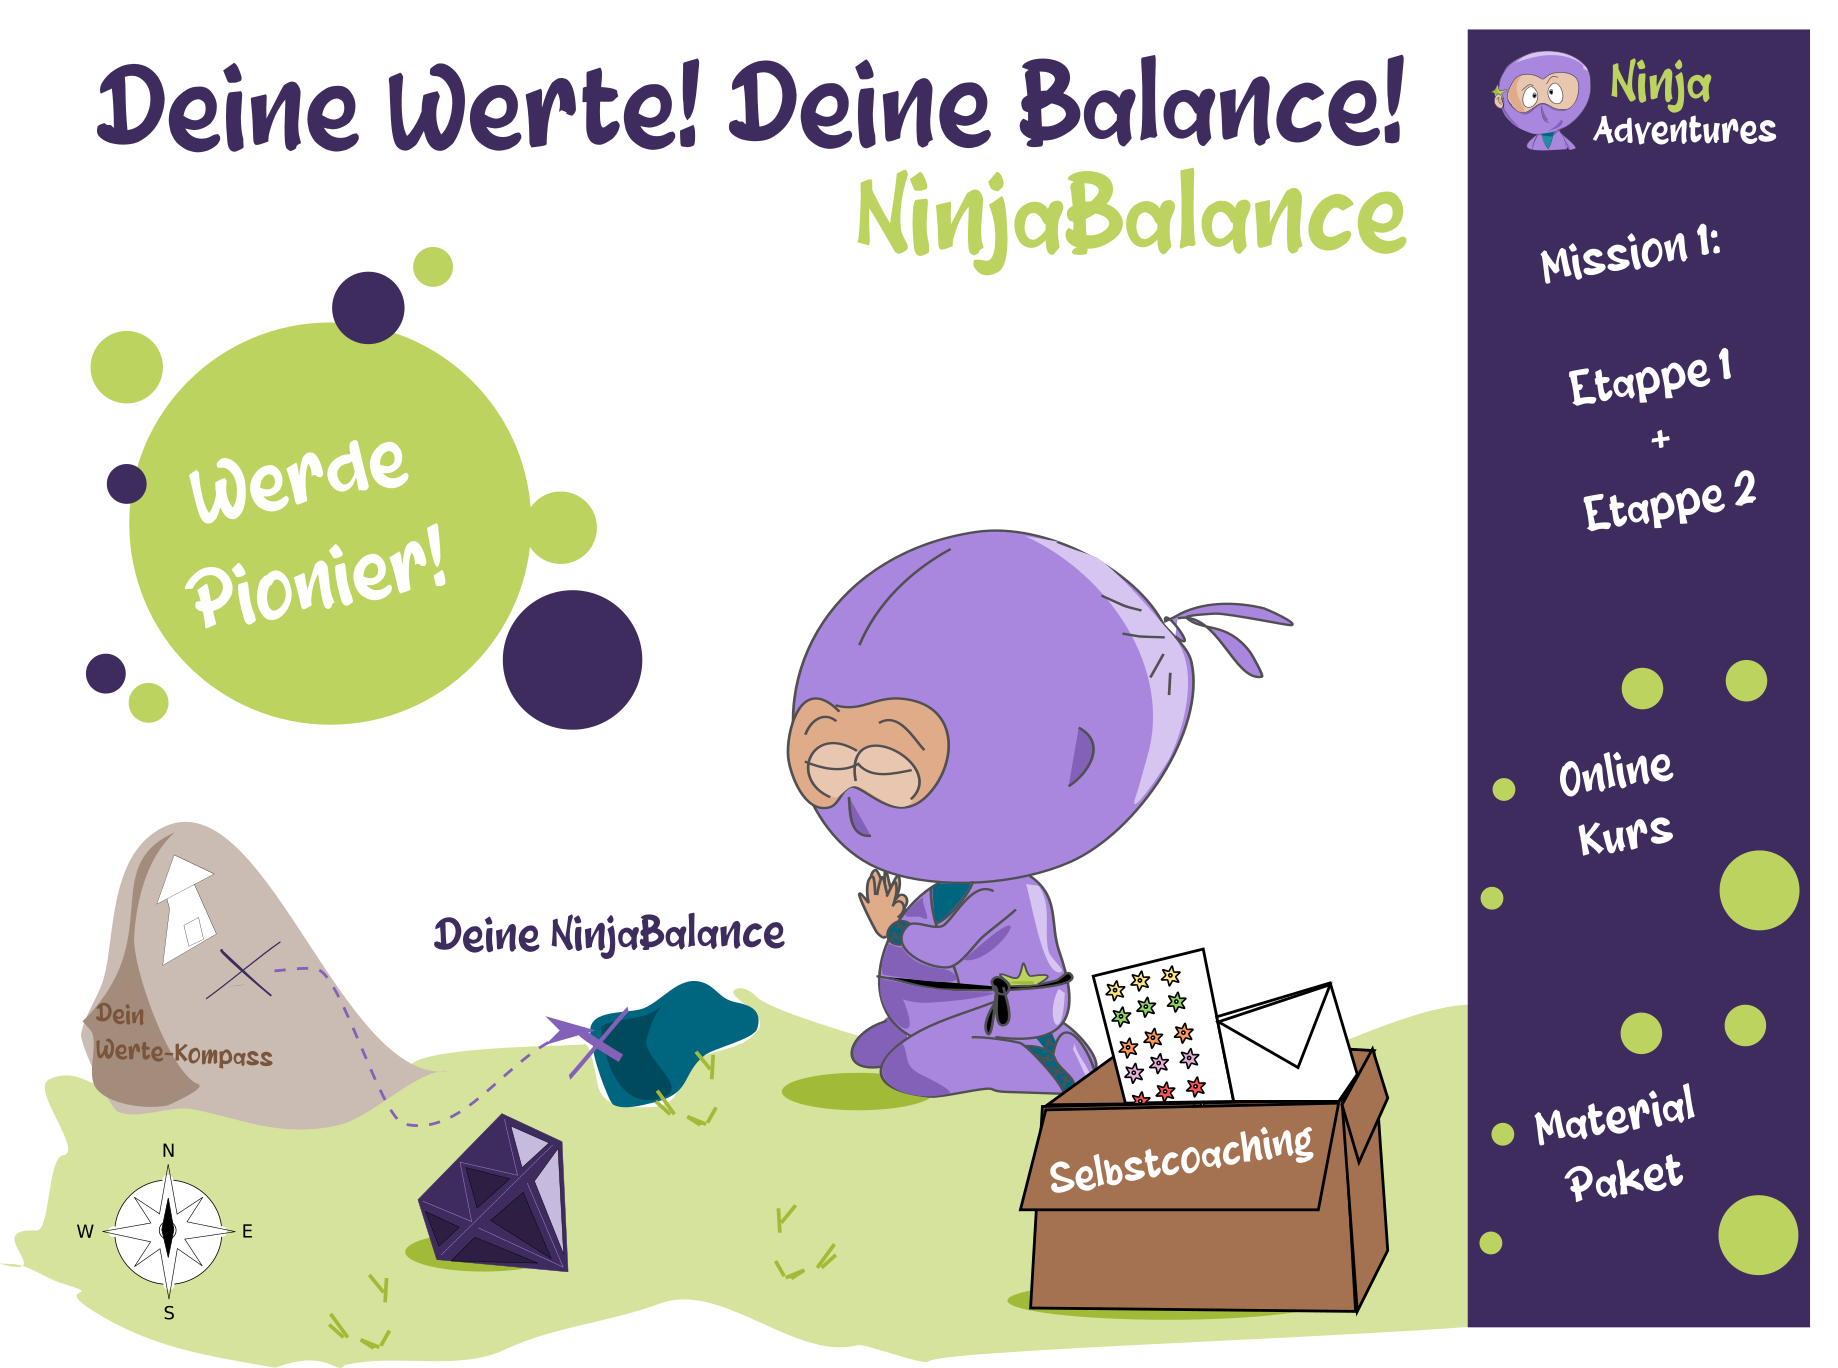 Deine Werte! Deine Balance!
NinjaBalance
Werde
Pionier!
Deine NinjaBalance
Dein
Werte-Kompass
N
W
E
S
Selbstcoaching
Ninja
Adventures
Mission 1:
Etappe 1
+
Etappe 2
Online
Kurs
Material
Paket